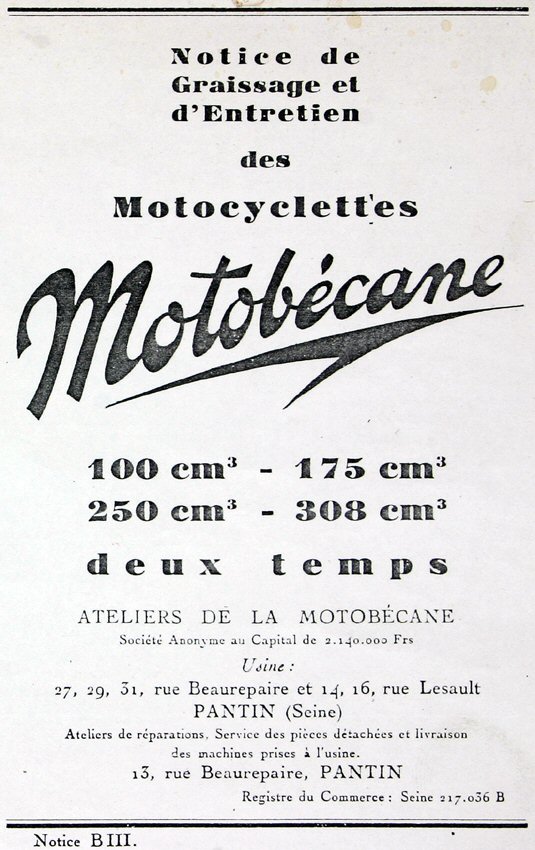 Notice de
Graissage et
d'Entretien
des
Motocyclettes
Motobécane
100 cm³ - 175 cm³
250 cm³ - 308 cm³
deux temps
ATELIERS DE LA MOTOBÉCANE
Société Anonyme au Capital de 2.140.000 Frs
Usine :
27, 29, 31, rue Beaurepaire et 14, 16, rue Lesault
PANTIN (Seine)
Ateliers de réparations, Service des pièces détachées et livraison
des machines prises à l'usine.
13, rue Beaurepaire, PANTIN
Registre du Commerce : Seine 217.036 B
Notice B III.